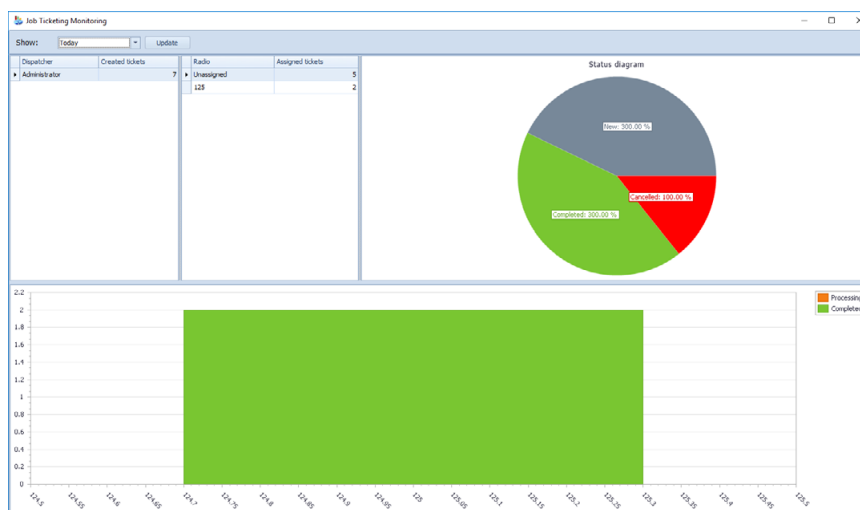 Job Ticketing Monitoring
Show: Today Update
Dispatcher Created tickets
Administrator 7
Radio Assigned tickets
Unassigned 5
125 2
Status diagram
New: 300.00 %
Cancelled: 100.00 %
Completed: 300.00 %
2.2
2
1.8
1.6
1.4
1.2
1
0.8
0.6
0.4
0.2
0
124.5 124.55 124.6 124.65 124.7 124.75 124.8 124.85 124.9 124.95 125 125.05 125.1 125.15 125.2 125.25 125.3 125.35 125.4 125.45 125.5
Processing
Completed